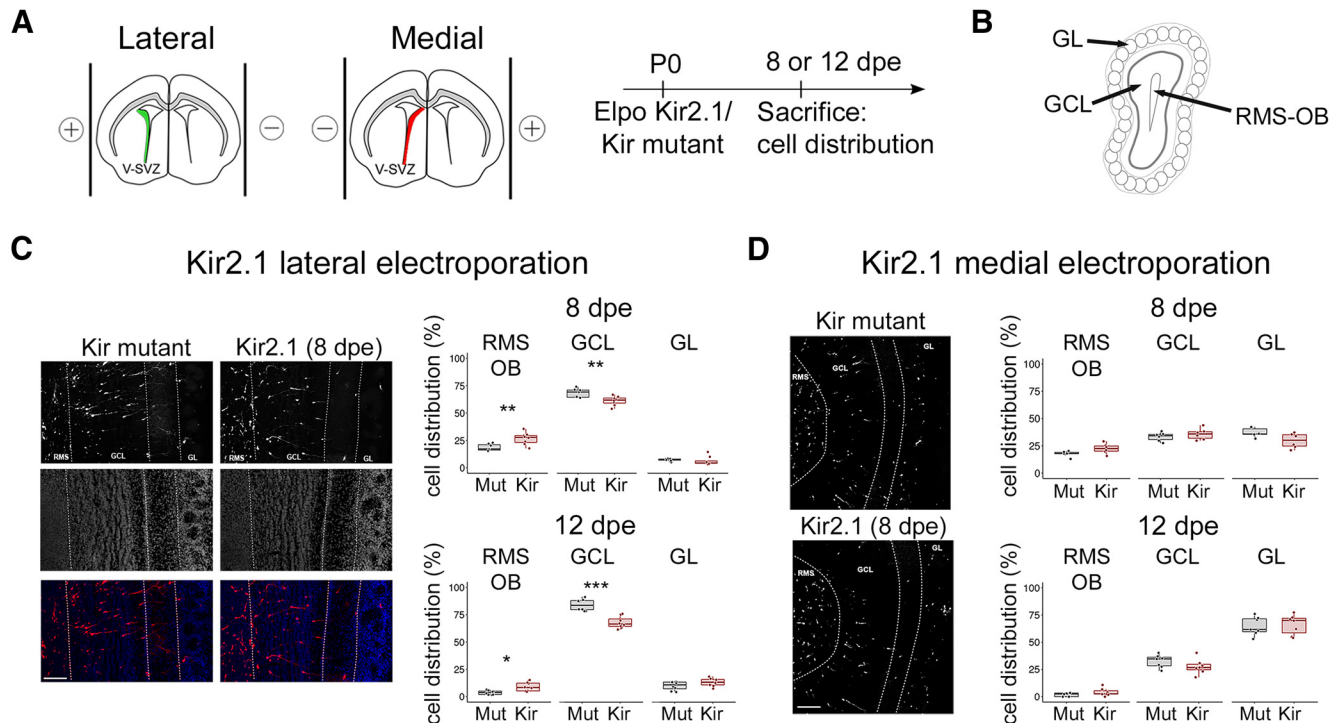 A
Lateral
Medial
+
−
−
+
V-SVZ
V-SVZ
P0
8 or 12 dpe
Elpo Kir2.1/
Kir mutant
Sacrifice:
cell distribution
B
GL
GCL
RMS-OB
C
Kir2.1 lateral electroporation
Kir mutant
Kir2.1 (8 dpe)
RMS
GCL
GL
RMS
GCL
GL
8 dpe
cell distribution (%)
RMS
OB
GCL
GL
100
75
50
25
0
**
**
Mut Kir
Mut Kir
Mut Kir
12 dpe
cell distribution (%)
RMS
OB
GCL
GL
100
75
50
25
0
*
***
Mut Kir
Mut Kir
Mut Kir
D
Kir2.1 medial electroporation
Kir mutant
RMS
GCL
GL
Kir2.1 (8 dpe)
RMS
GCL
GL
8 dpe
cell distribution (%)
RMS
OB
GCL
GL
100
75
50
25
0
Mut Kir
Mut Kir
Mut Kir
12 dpe
cell distribution (%)
RMS
OB
GCL
GL
100
75
50
25
0
Mut Kir
Mut Kir
Mut Kir